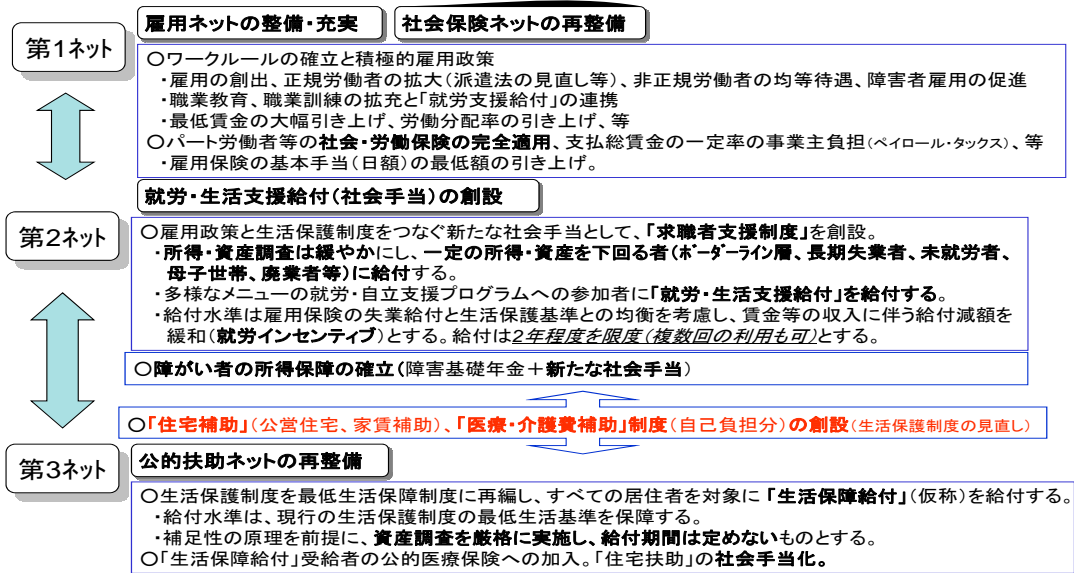 雇用ネットの整備・充実
社会保険ネットの再整備
第1ネット
○ワークルールの確立と積極的雇用政策
・雇用の創出、正規労働者の拡大(派遣法の見直し等)、非正規労働者の均等待遇、障害者雇用の促進
・職業教育、職業訓練の拡充と「就労支援給付」の連携
・最低賃金の大幅引き上げ、労働分配率の引き上げ、等
○パート労働者等の社会・労働保険の完全適用、支払総賃金の一定率の事業主負担(ペイロール・タックス)、等
・雇用保険の基本手当(日額)の最低額の引き上げ。
就労・生活支援給付(社会手当)の創設
第2ネット
○雇用政策と生活保護制度をつなぐ新たな社会手当として、「求職者支援制度」を創設。
・所得・資産調査は緩やかにし、一定の所得・資産を下回る者(ボーダーライン層、長期失業者、未就労者、
母子世帯、廃業者等)に給付する。
・多様なメニューの就労・自立支援プログラムへの参加者に「就労・生活支援給付」を給付する。
・給付水準は雇用保険の失業給付と生活保護基準との均衡を考慮し、賃金等の収入に伴う給付減額を
緩和(就労インセンティブ)とする。給付は2年程度を限度(複数回の利用も可)とする。
○障がい者の所得保障の確立(障害基礎年金+新たな社会手当)
○「住宅補助」(公営住宅、家賃補助)、「医療・介護費補助」制度(自己負担分)の創設(生活保護制度の見直し)
第3ネット
公的扶助ネットの再整備
○生活保護制度を最低生活保障制度に再編し、すべての居住者を対象に「生活保障給付」(仮称)を給付する。
・給付水準は、現行の生活保護制度の最低生活基準を保障する。
・補足性の原理を前提に、資産調査を厳格に実施し、給付期間は定めないものとする。
○「生活保障給付」受給者の公的医療保険への加入。「住宅扶助」の社会手当化。